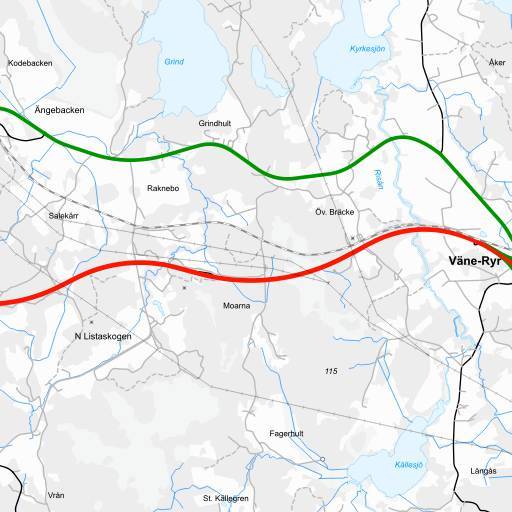 Kyrkesjön
Kodebacken
Grind
Åker
Ängebacken
Grindhult
Risån
Raknebo
Salekärr
Öv. Bräcke
Väne-Ryr
Moarna
N Listaskogen
115
Fagerhult
Källesjö
Långås
Vrån
St. Källegren